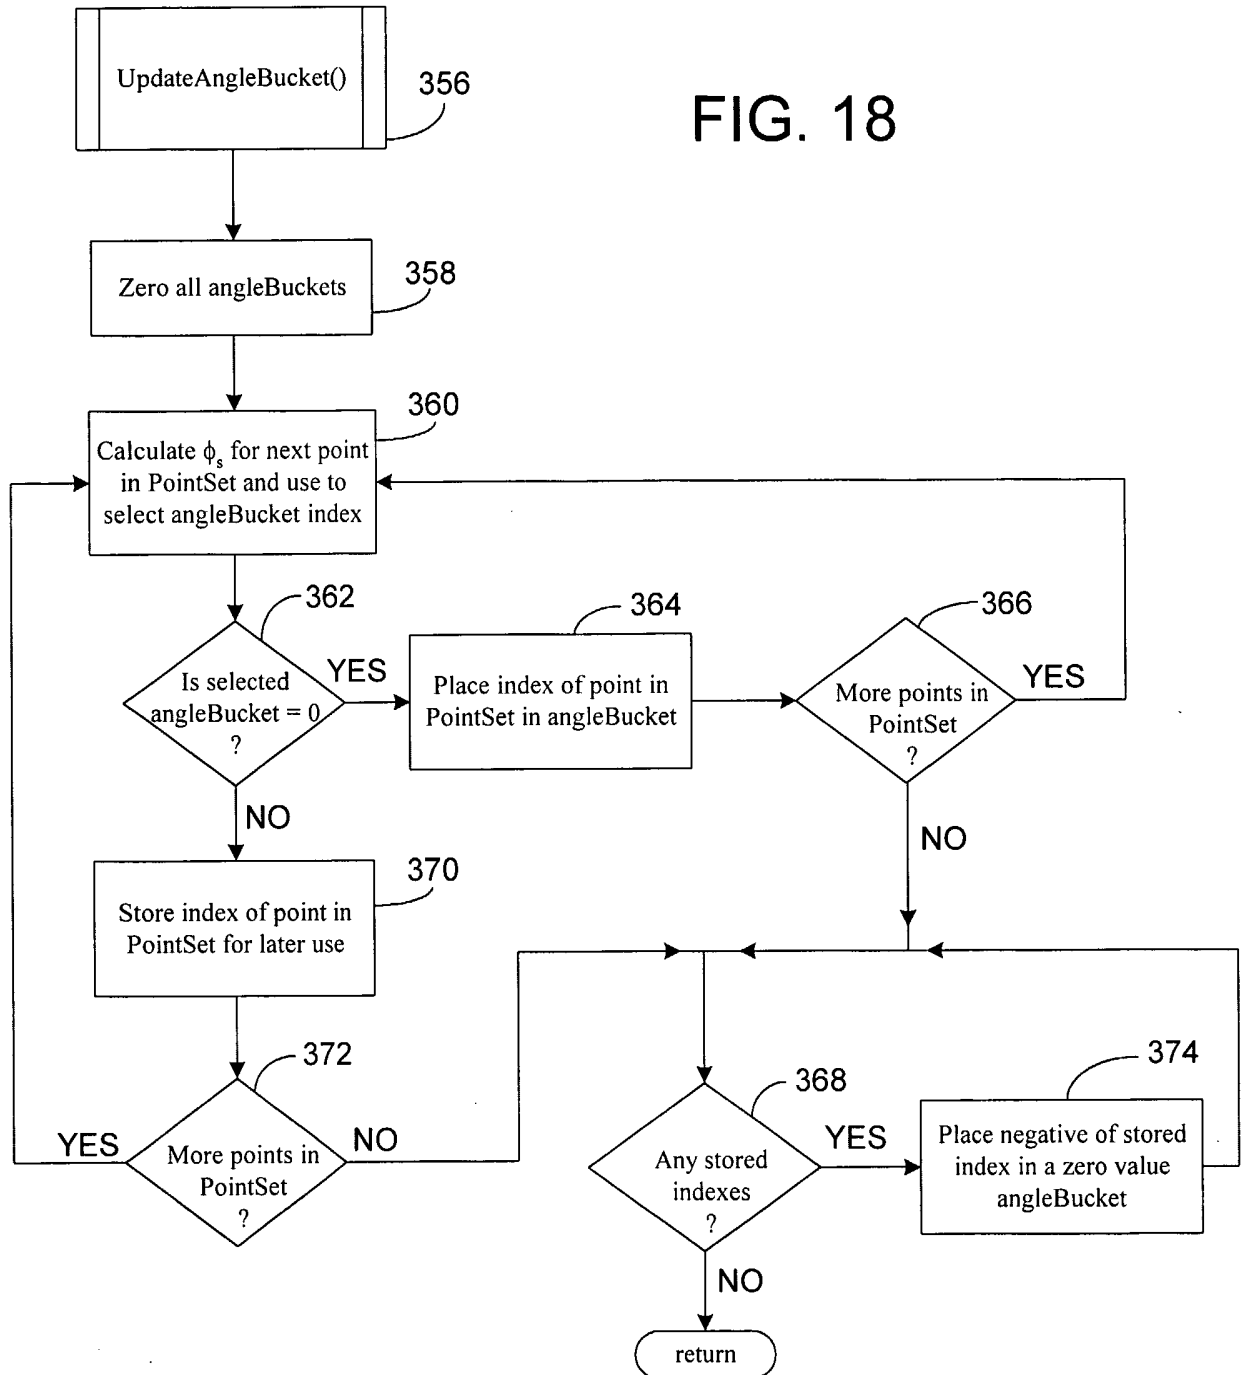 UpdateAngleBucket()
356
FIG. 18
Zero all angleBuckets
358
360
Calculate ϕs for next point
in PointSet and use to
select angleBucket index
362
364
366
Is selected
angleBucket = 0
?
YES
Place index of point in
PointSet in angleBucket
More points in
PointSet
?
YES
NO
NO
370
Store index of point in
PointSet for later use
372
368
374
YES
More points in
PointSet
?
NO
Any stored
indexes
?
YES
Place negative of stored
index in a zero value
angleBucket
NO
return